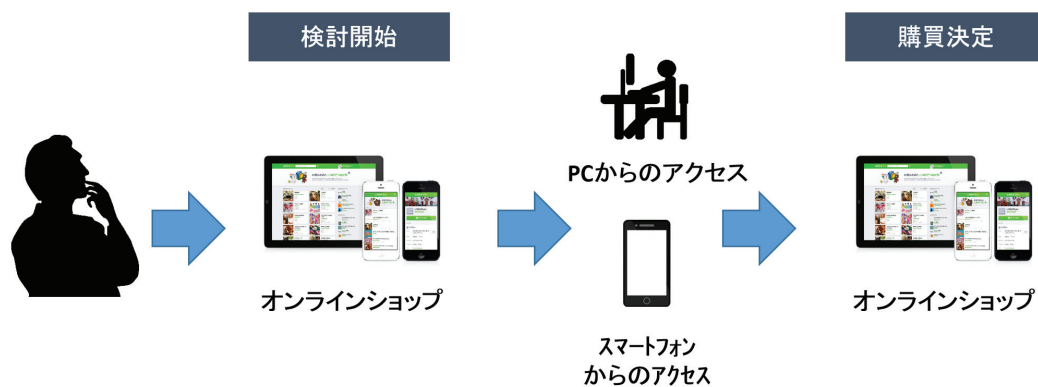 検討開始
購買決定
PCからのアクセス
オンラインショップ
オンラインショップ
スマートフォン
からのアクセス